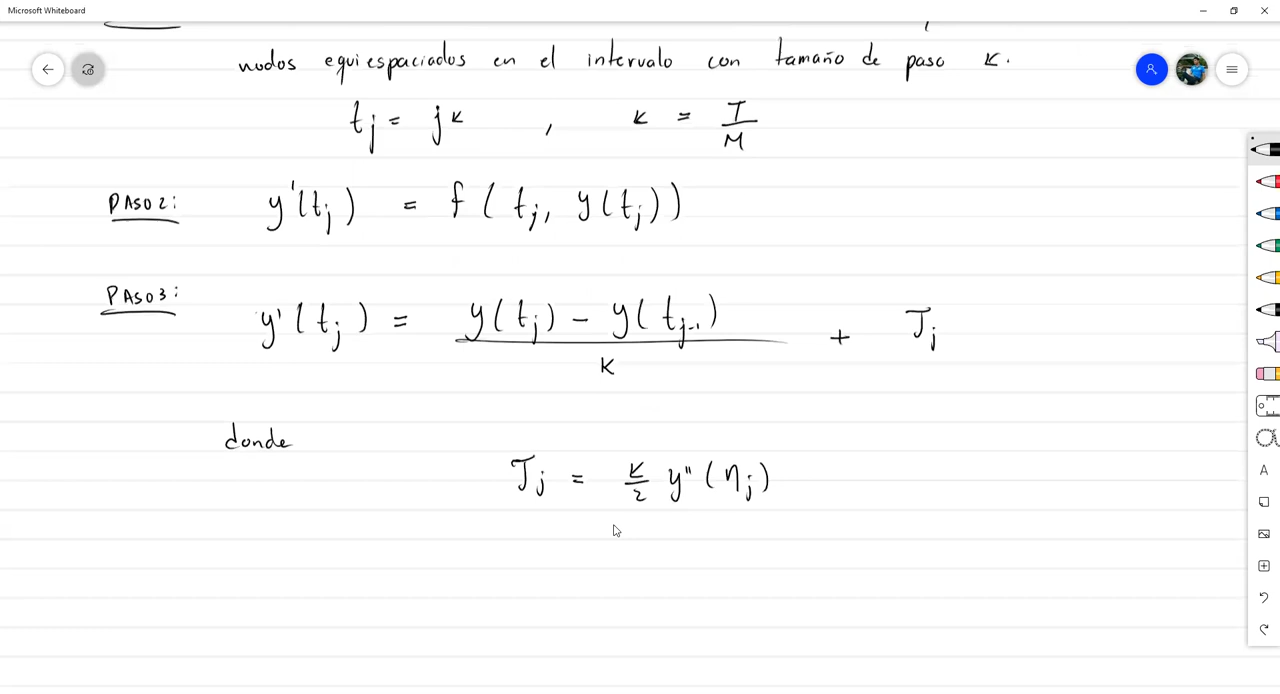 Microsoft Whiteboard
nodos equiespaciados en el intervalo con tamaño de paso k.
t_j = jk , k = T/M
PASO 2: y'(t_j) = f(t_j, y(t_j))
PASO 3: y'(t_j) = (y(t_j) - y(t_{j-1}))/k + T_j
donde
T_j = k/2 y''(η_j)
A